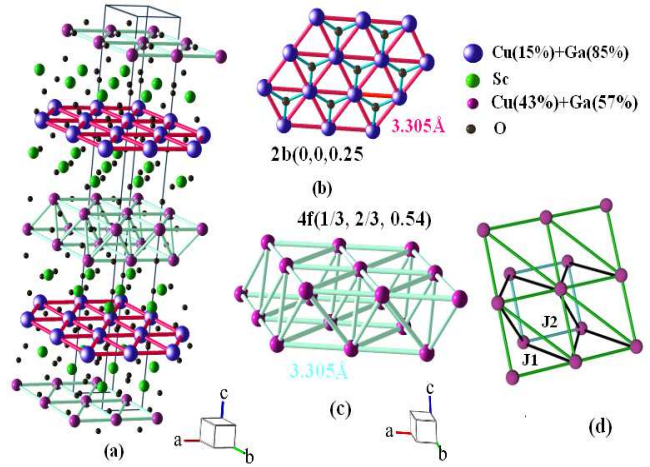 Cu(15%)+Ga(85%)
Sc
Cu(43%)+Ga(57%)
O
3.305Å
2b(0,0,0.25
(b)
4f(1/3, 2/3, 0.54)
3.305Å
(c)
J2
J1
(d)
c
a
b
(a)
c
a
b